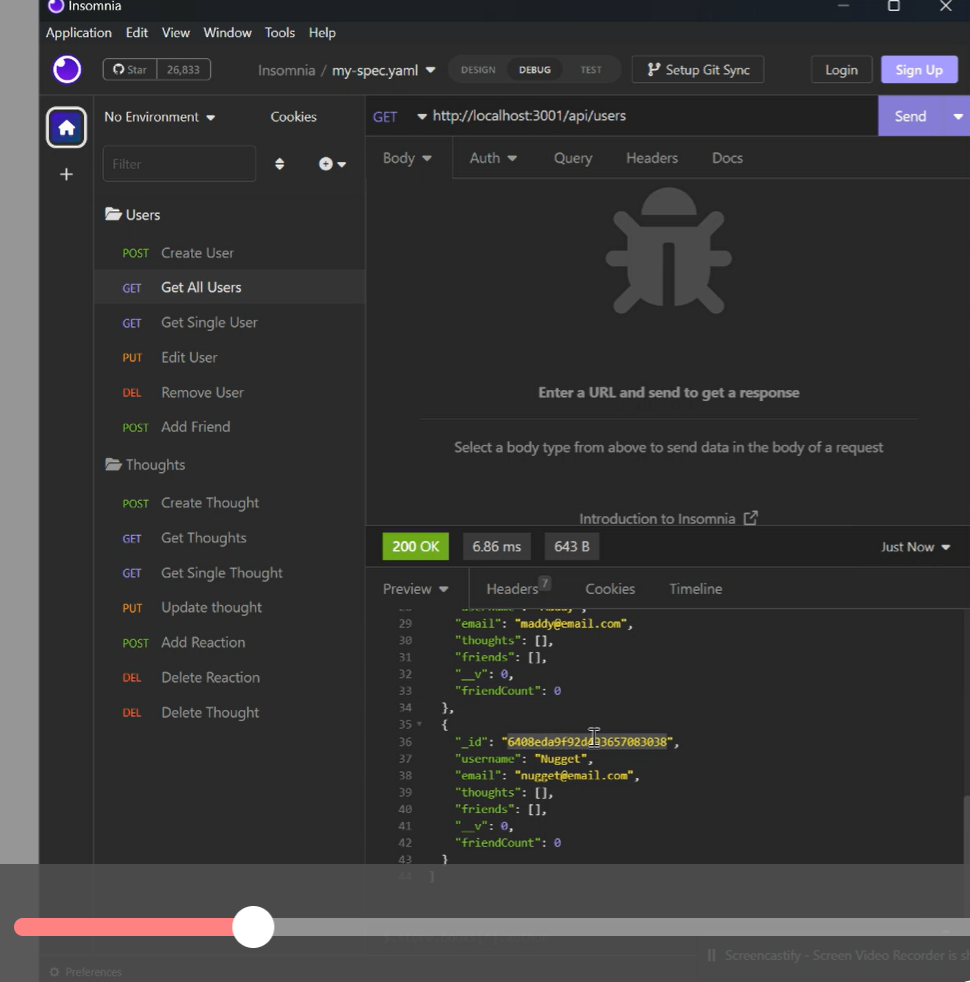 Insomnia
Application Edit View Window Tools Help
Star 26,833 Insomnia / my-spec.yaml DESIGN DEBUG TEST Setup Git Sync Login Sign Up
No Environment Cookies
GET http://localhost:3001/api/users Send
Filter
Body Auth Query Headers Docs
Users
POST Create User
GET Get All Users
GET Get Single User
PUT Edit User
DEL Remove User
POST Add Friend
Thoughts
POST Create Thought
GET Get Thoughts
GET Get Single Thought
PUT Update thought
POST Add Reaction
DEL Delete Reaction
DEL Delete Thought
Enter a URL and send to get a response
Select a body type from above to send data in the body of a request
Introduction to Insomnia
200 OK 6.86 ms 643 B Just Now
Preview Headers 7 Cookies Timeline
29 "email": "maddy@email.com",
30 "thoughts": [],
31 "friends": [],
32 "__v": 0,
33 "friendCount": 0
34 },
35 {
36 "_id": "
37 "username": "Nugget",
38 "email": "nugget@email.com",
39 "thoughts": [],
40 "friends": [],
41 "__v": 0,
42 "friendCount": 0
43 }
44 ]
Screencastify - Screen Video Recorder is
Preferences